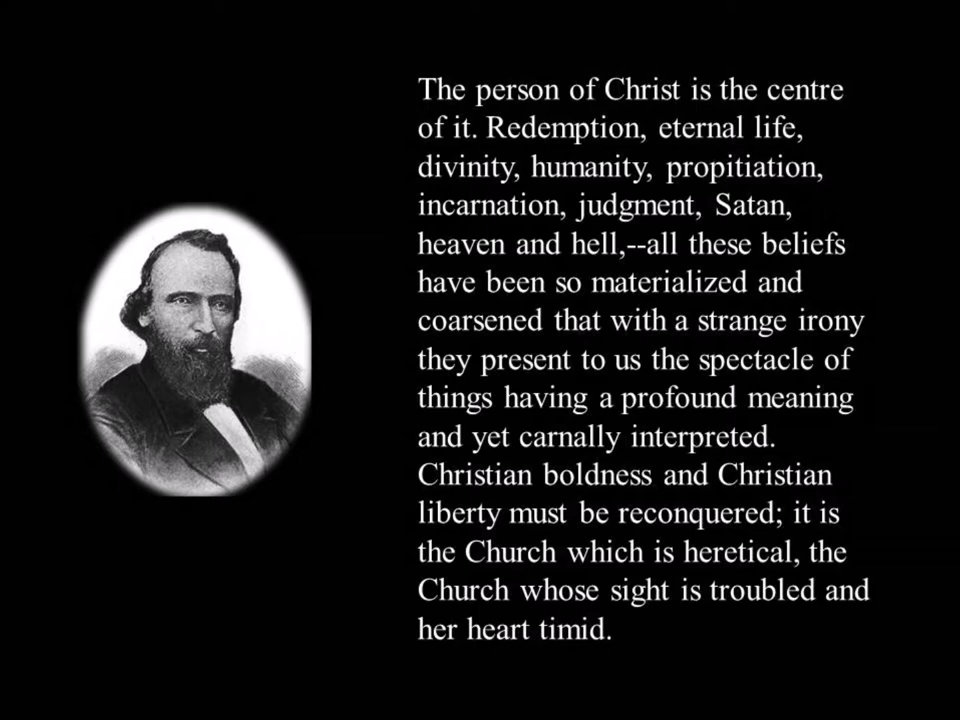 The person of Christ is the centre
of it. Redemption, eternal life,
divinity, humanity, propitiation,
incarnation, judgment, Satan,
heaven and hell,--all these beliefs
have been so materialized and
coarsened that with a strange irony
they present to us the spectacle of
things having a profound meaning
and yet carnally interpreted.
Christian boldness and Christian
liberty must be reconquered; it is
the Church which is heretical, the
Church whose sight is troubled and
her heart timid.